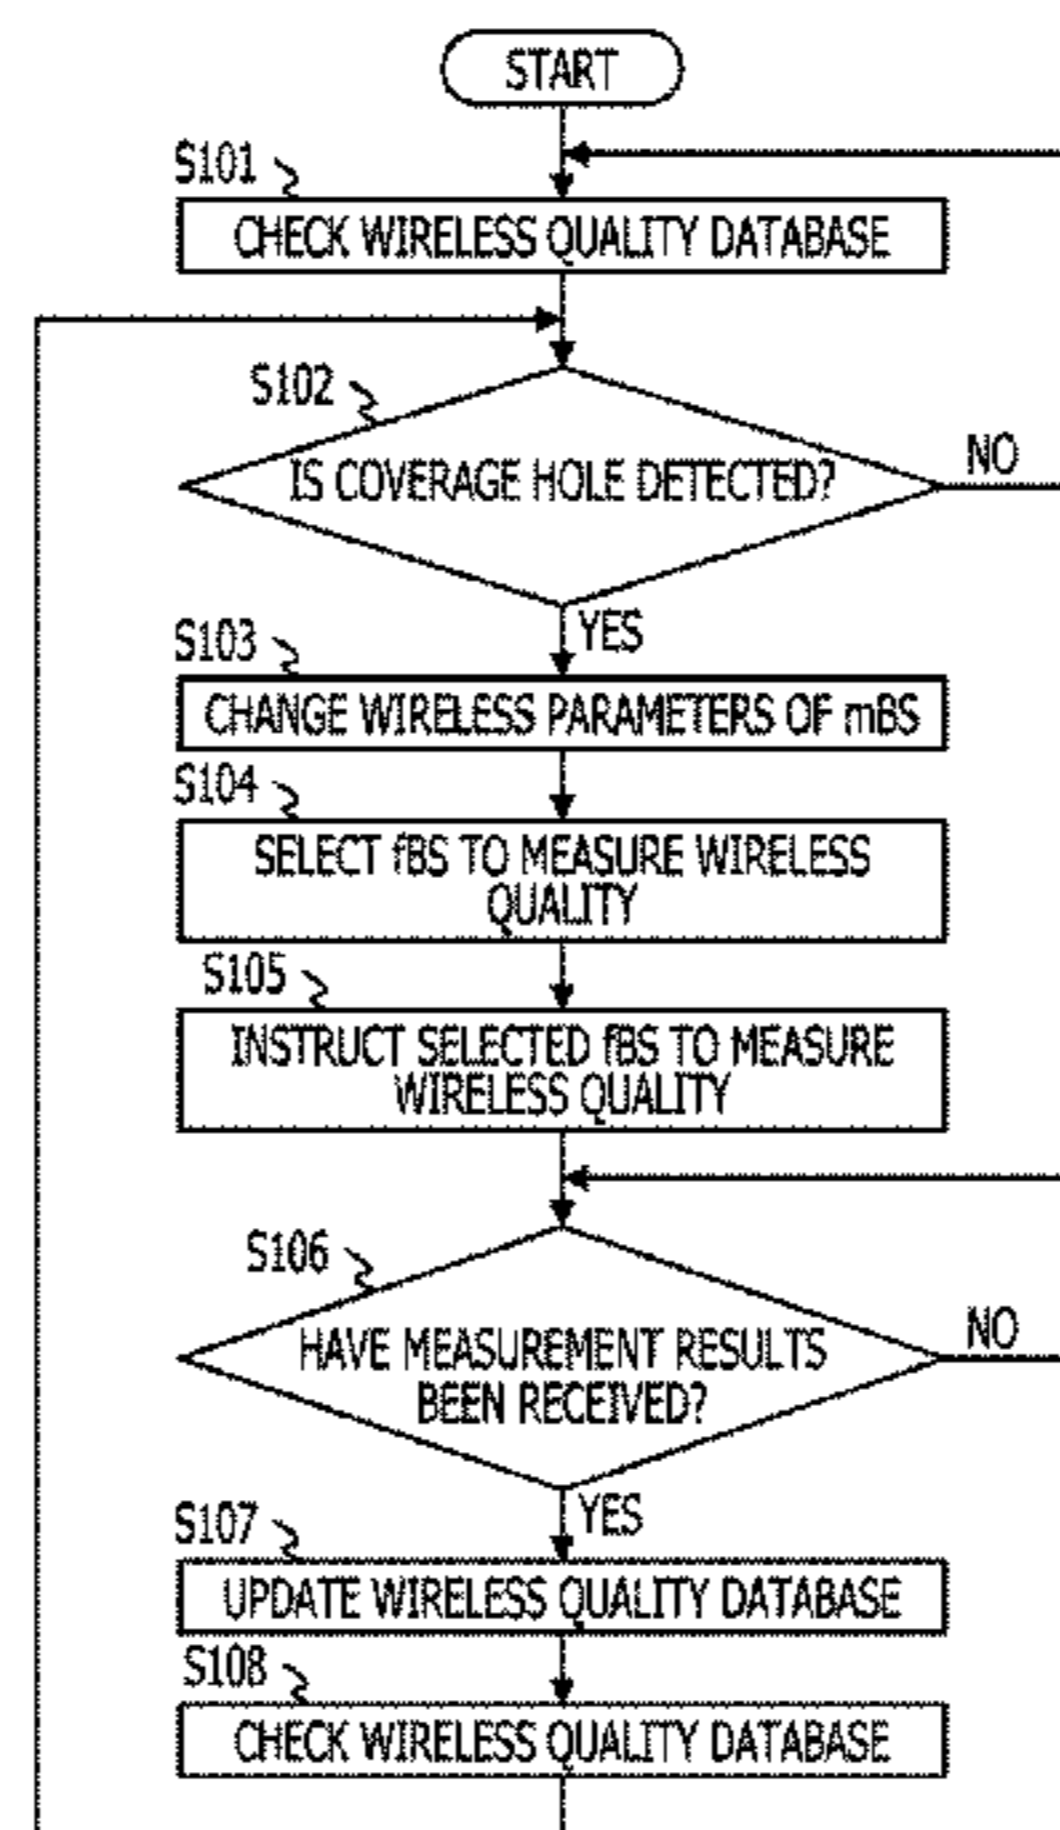 START
S101
CHECK WIRELESS QUALITY DATABASE
S102
IS COVERAGE HOLE DETECTED?
NO
YES
S103
CHANGE WIRELESS PARAMETERS OF mBS
S104
SELECT fBS TO MEASURE WIRELESS
QUALITY
S105
INSTRUCT SELECTED fBS TO MEASURE
WIRELESS QUALITY
S106
HAVE MEASUREMENT RESULTS
BEEN RECEIVED?
NO
YES
S107
UPDATE WIRELESS QUALITY DATABASE
S108
CHECK WIRELESS QUALITY DATABASE